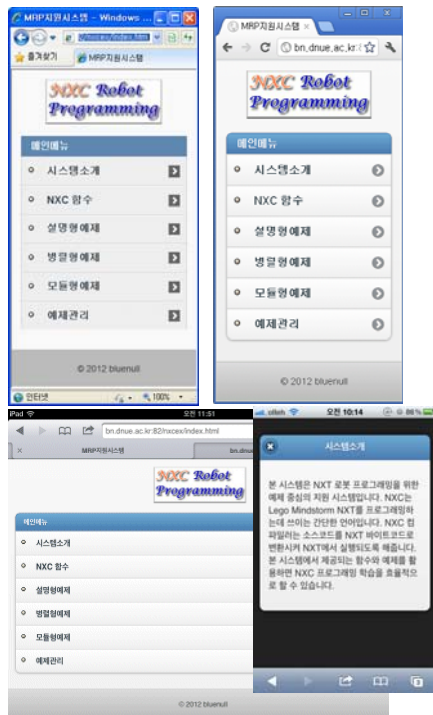 MRP지원시스템 - Windows ...
즐겨찾기
MRP지원시스템
NXC Robot
Programming
메인메뉴
시스템소개
NXC 함수
설명형예제
병렬형예제
모듈형예제
예제관리
© 2012 bluenull
인터넷
100%
MRP지원시스템
bn.dnue.ac.kr:
NXC Robot
Programming
메인메뉴
시스템소개
NXC 함수
설명형예제
병렬형예제
모듈형예제
예제관리
© 2012 bluenull
iPad
오전 11:51
bn.dnue.ac.kr:82/nxcex/index.html
MRP지원시스템
bn.dnue
NXC Robot
Programming
메인메뉴
시스템소개
NXC 함수
설명형예제
병렬형예제
모듈형예제
예제관리
© 2012 bluenull
olleh
오전 10:14
86%
시스템소개
본 시스템은 NXT 로봇 프로그래밍을 위한
예제 중심의 지원 시스템입니다. NXC는
Lego Mindstorm NXT를 프로그래밍하
는데 쓰이는 간단한 언어입니다. NXC 컴
파일러는 소스코드를 NXT 바이트코드로
변환시켜 NXT에서 실행되도록 해줍니다.
본 시스템에서 제공되는 함수와 예제를 활
용하면 NXC 프로그래밍 학습을 효율적으
로 할 수 있습니다.